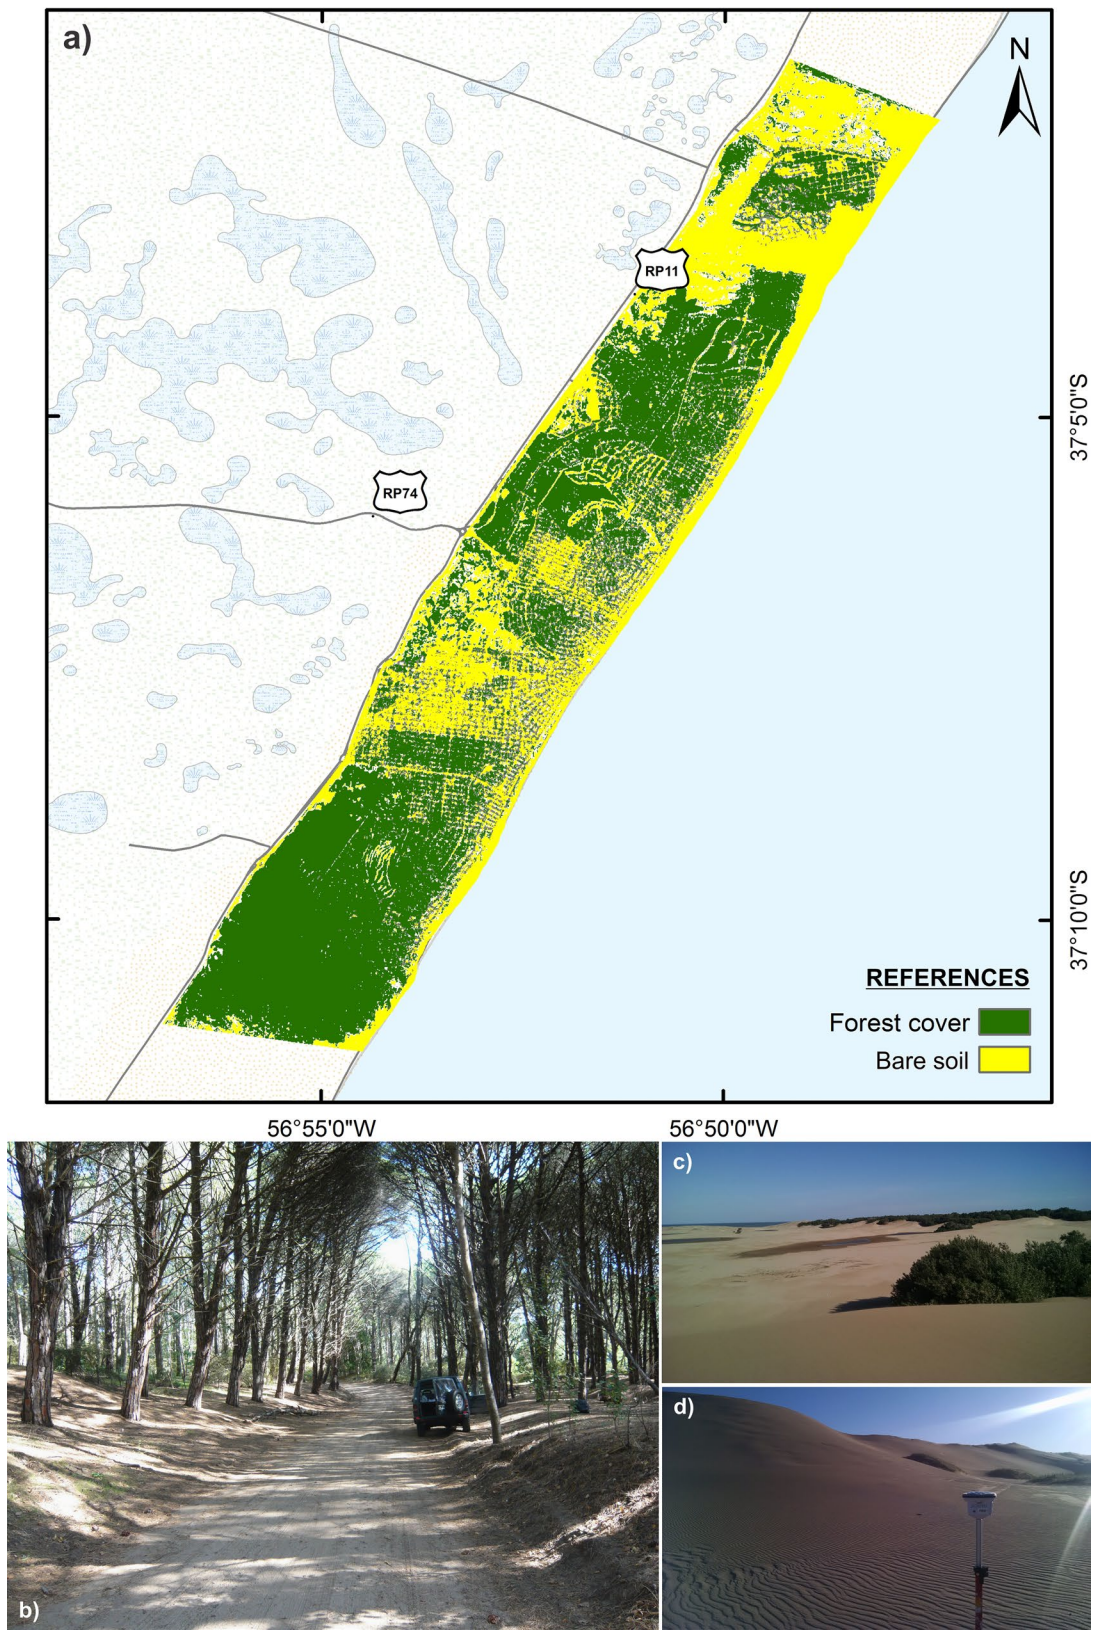 a)
N
RP11
37°5'0"S
RP74
37°10'0"S
REFERENCES
Forest cover
Bare soil
56°55'0"W
56°50'0"W
b)
c)
d)